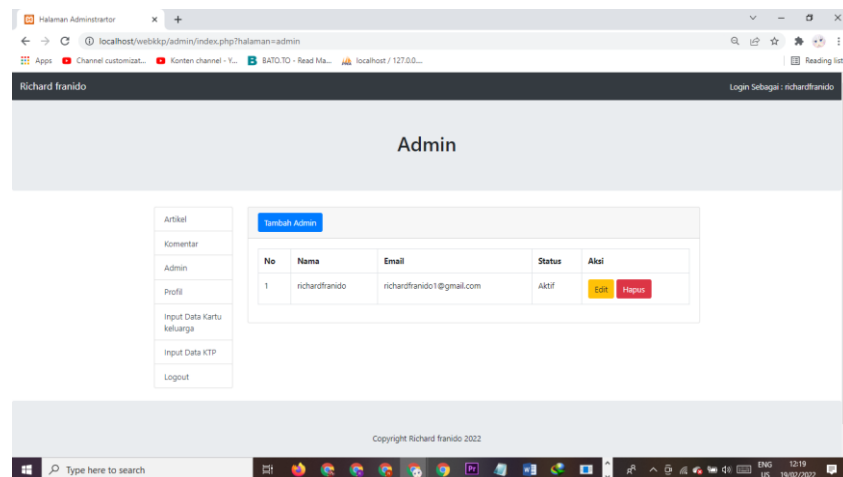 Halaman Adminstrartor
localhost/webkkp/admin/index.php?halaman=admin
Apps Channel customizat... Konten channel - Y... BATO.TO - Read Ma... localhost / 127.0.0.... Reading list
Richard franido Login Sebagai : richardfranido
Admin
Artikel
Komentar
Admin
Profil
Input Data Kartu
keluarga
Input Data KTP
Logout
Tambah Admin
No Nama Email Status Aksi
1 richardfranido richardfranido1@gmail.com Aktif Edit Hapus
Copyright Richard franido 2022
Type here to search
ENG 12:19
US 19/02/2022